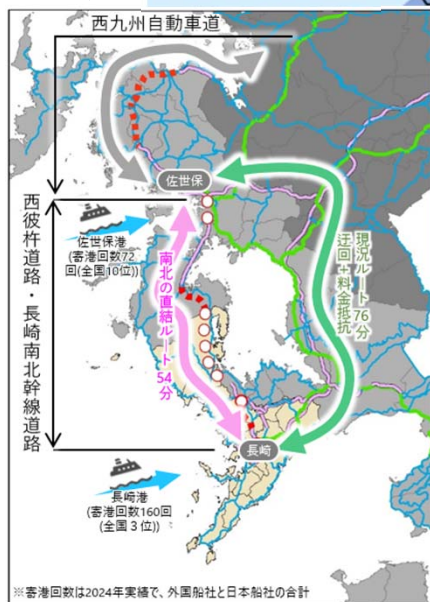 西九州自動車道
佐世保
西彼杵道路・長崎南北幹線道路
佐世保港
(寄港回数72
回(全国10位))
南北の直結ルート54分
現況ルート76分
迂回+料金抵抗
長崎
長崎港
(寄港回数160回
(全国3位))
※寄港回数は2024年実績で、外国船社と日本船社の合計